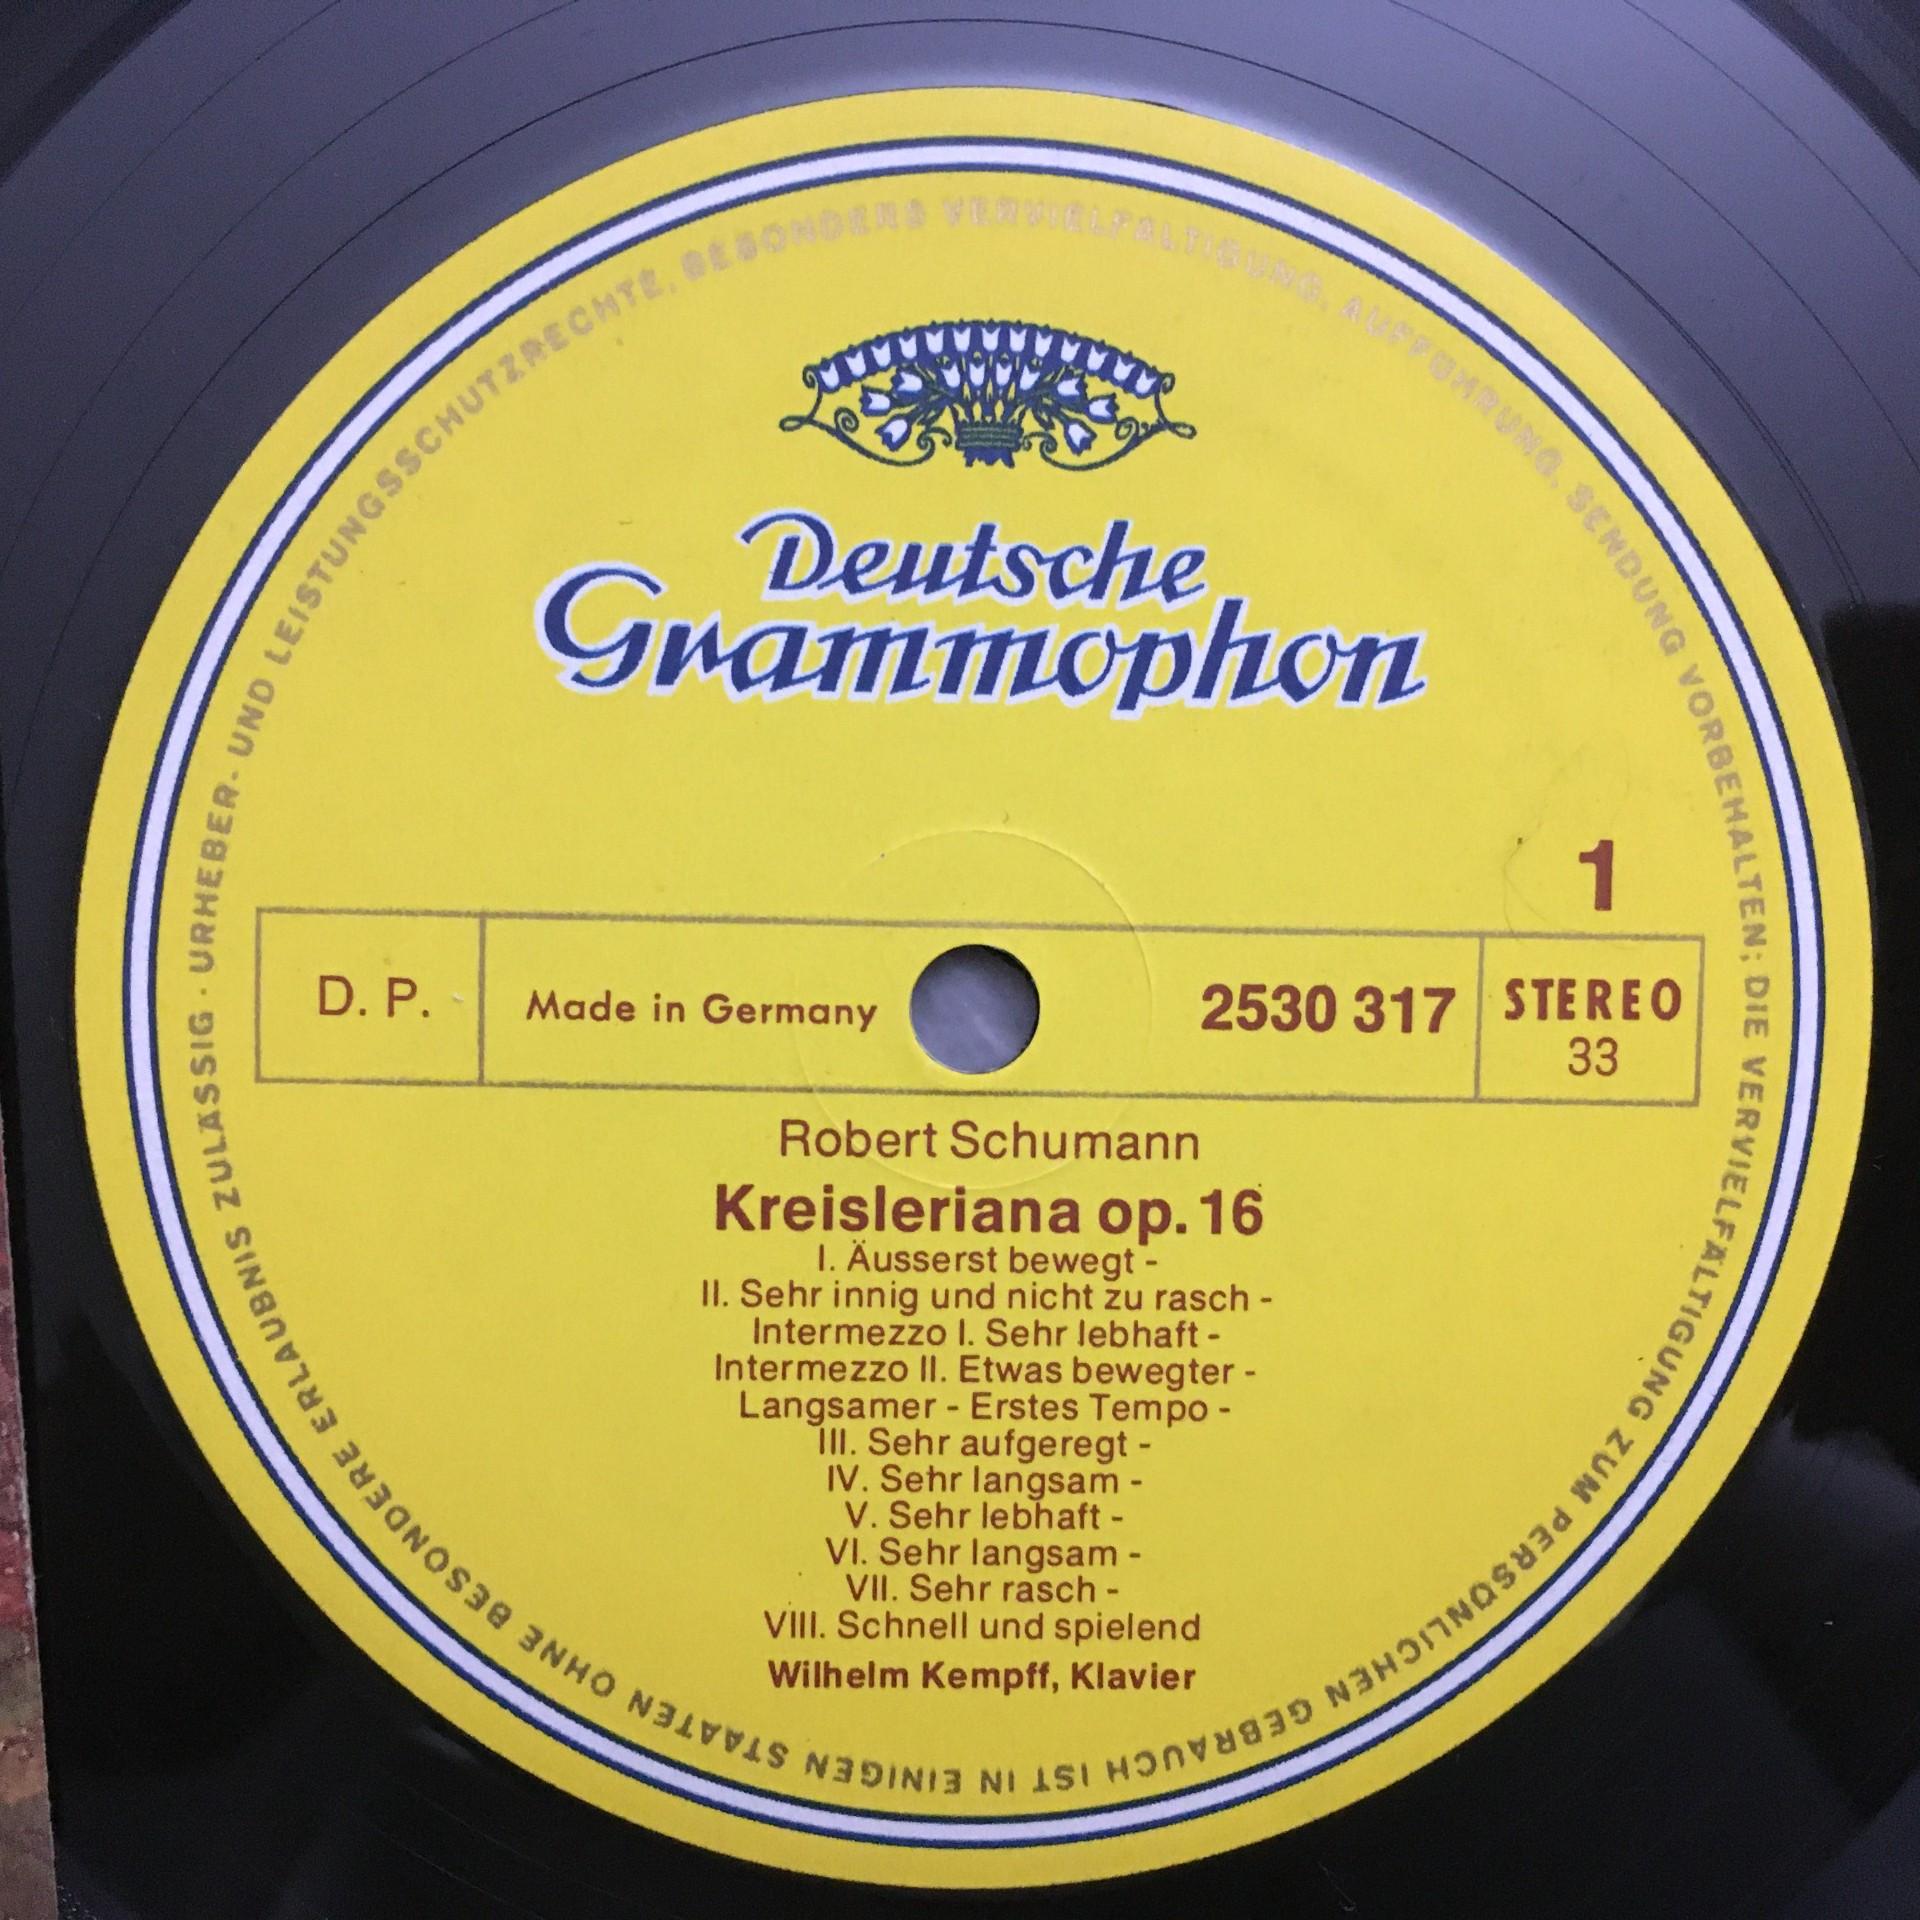 Deutsche
Grammophon
1
D. P.
Made in Germany
2530 317
STEREO
33
Robert Schumann
Kreisleriana op. 16
I. Äusserst bewegt -
II. Sehr innig und nicht zu rasch -
Intermezzo I. Sehr lebhaft -
Intermezzo II. Etwas bewegter -
Langsamer - Erstes Tempo -
III. Sehr aufgeregt -
IV. Sehr langsam -
V. Sehr lebhaft -
VI. Sehr langsam -
VII. Sehr rasch -
VIII. Schnell und spielend
Wilhelm Kempff, Klavier
URHEBER- UND LEISTUNGSSCHUTZRECHTE, BESONDERS VERVIELFÄLTIGUNG, AUFFÜHRUNG, SENDUNG VORBEHALTEN; DIE VERVIELFÄLTIGUNG ZUM PERSÖNLICHEN GEBRAUCH IST IN EINIGEN STAATEN OHNE BESONDERE ERLAUBNIS ZULÄSSIG ·